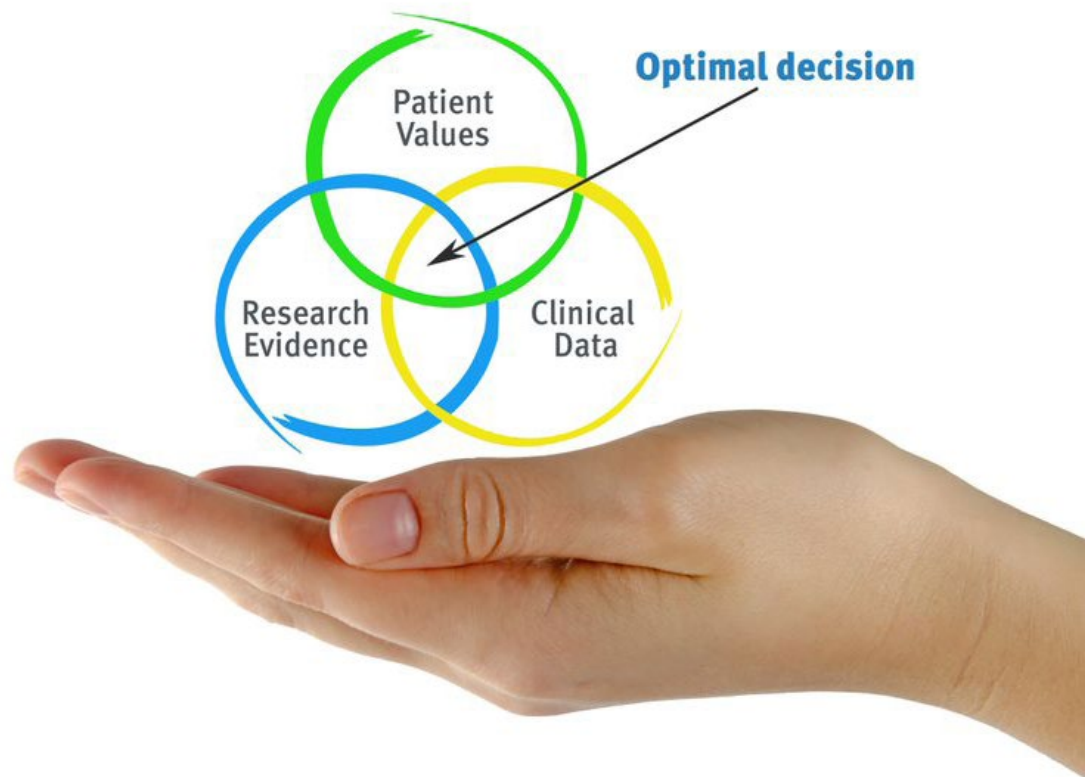 Optimal decision
Patient
Values
Research
Evidence
Clinical
Data